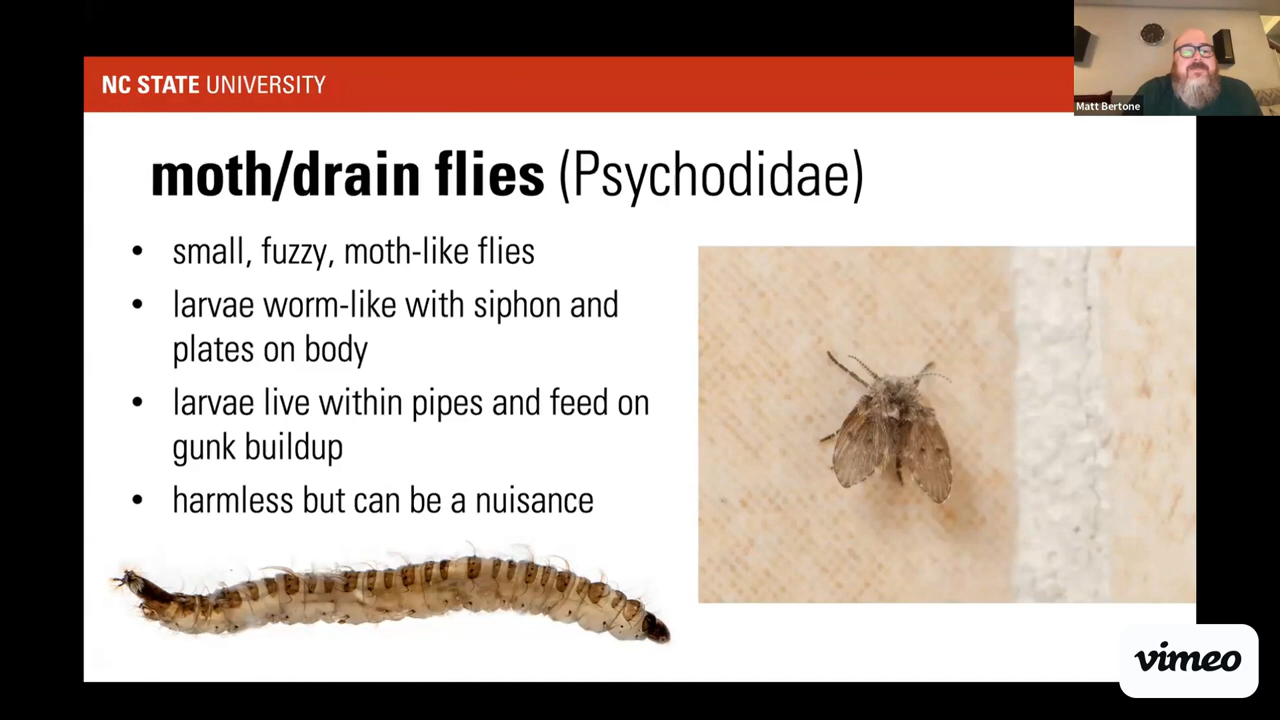 NC STATE UNIVERSITY
Matt Bertone
moth/drain flies (Psychodidae)
• small, fuzzy, moth-like flies
• larvae worm-like with siphon and
plates on body
• larvae live within pipes and feed on
gunk buildup
• harmless but can be a nuisance
vimeo